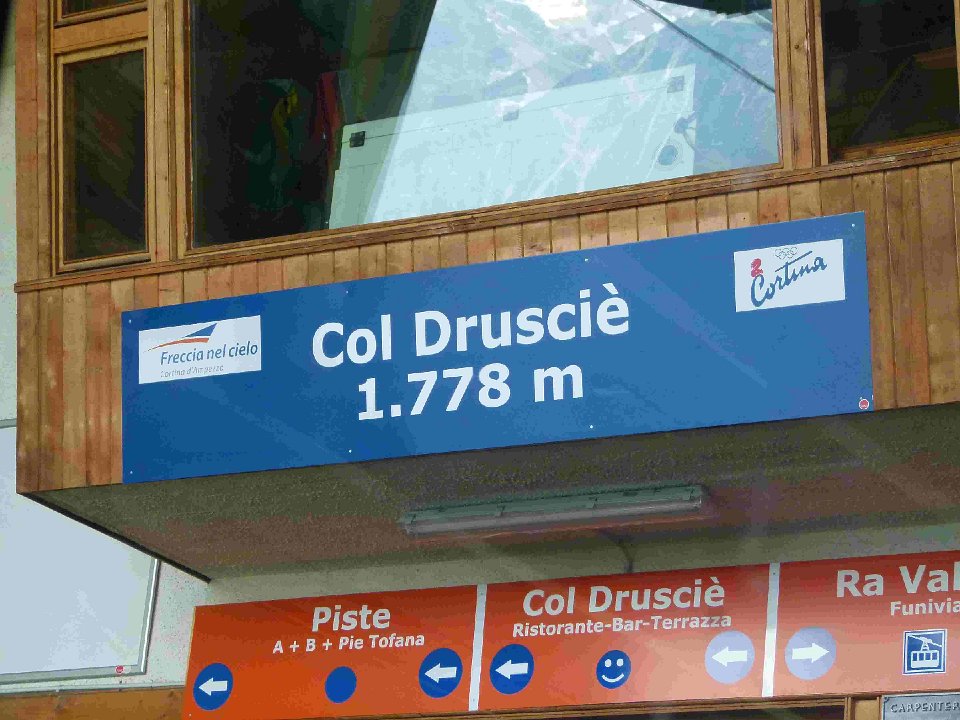 Freccia nel cielo
Cortina d'Ampezzo
Col Drusciè
1.778 m
Cortina
Piste
A + B + Pie Tofana
Col Drusciè
Ristorante-Bar-Terrazza
Ra Val
Funivia
CARPENTER